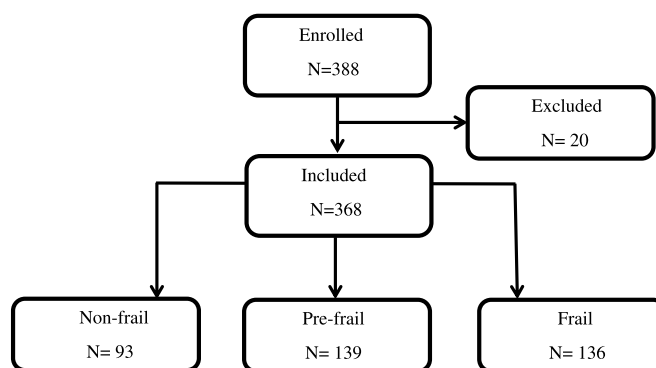 Enrolled
N=388
Excluded
N= 20
Included
N=368
Non-frail
N= 93
Pre-frail
N= 139
Frail
N= 136